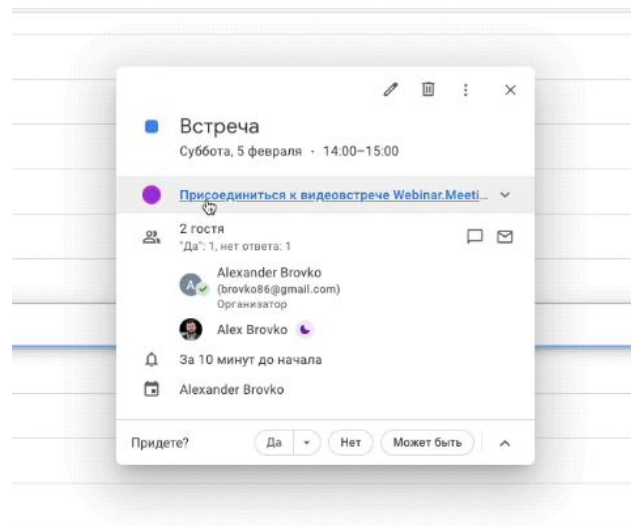 Встреча
Суббота, 5 февраля · 14:00–15:00
Присоединиться к видеовстрече Webinar.Meeti...
2 гостя
"Да": 1, нет ответа: 1
A
Alexander Brovko
(brovko86@gmail.com)
Организатор
Alex Brovko
За 10 минут до начала
Alexander Brovko
Придете? Да Нет Может быть